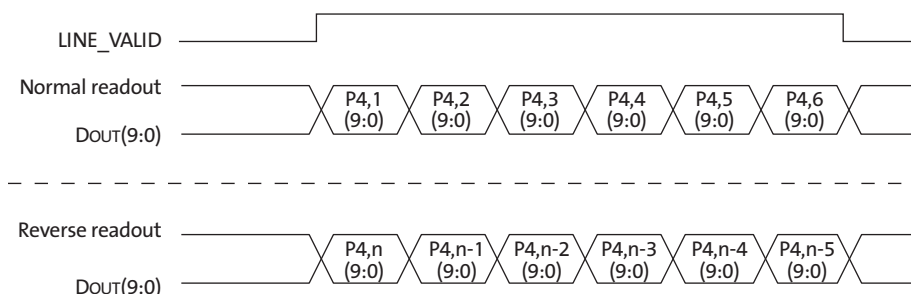 LINE_VALID
Normal readout
P4,1 P4,2 P4,3 P4,4 P4,5 P4,6
(9:0) (9:0) (9:0) (9:0) (9:0) (9:0)
DOUT(9:0)
Reverse readout
P4,n P4,n-1 P4,n-2 P4,n-3 P4,n-4 P4,n-5
(9:0) (9:0) (9:0) (9:0) (9:0) (9:0)
DOUT(9:0)